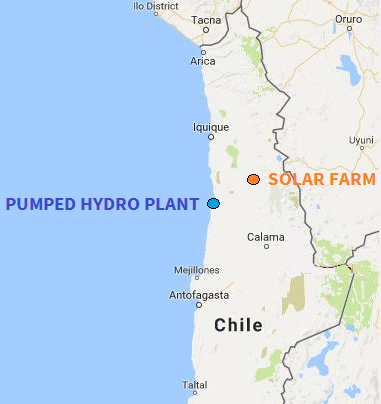 Ilo District
Tacna
Oruro
Arica
Iquique
Uyuni
SOLAR FARM
PUMPED HYDRO PLANT
Calama
Mejillones
Antofagasta
Chile
Taltal